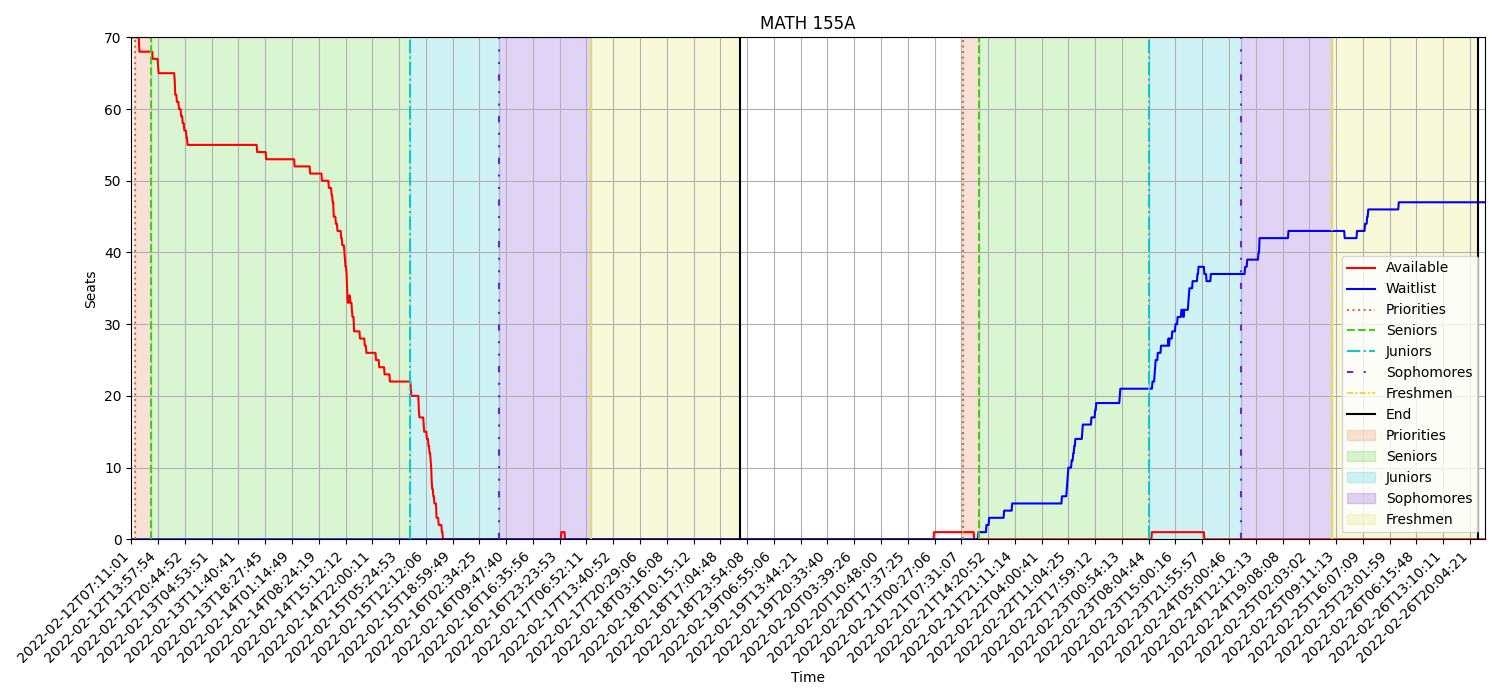 MATH 155A
70
60
50
40
30
20
10
0
Seats
Available
Waitlist
Priorities
Seniors
Juniors
Sophomores
Freshmen
End
Priorities
Seniors
Juniors
Sophomores
Freshmen
2022-02-12T07:11:01
2022-02-12T13:57:54
2022-02-12T20:44:52
2022-02-13T04:53:51
2022-02-13T11:40:41
2022-02-13T18:27:45
2022-02-14T01:14:49
2022-02-14T08:24:19
2022-02-14T15:12:12
2022-02-14T22:00:11
2022-02-15T05:24:53
2022-02-15T12:12:06
2022-02-15T18:59:49
2022-02-16T02:34:25
2022-02-16T09:47:40
2022-02-16T16:35:56
2022-02-16T23:23:53
2022-02-17T06:52:11
2022-02-17T13:40:52
2022-02-17T20:29:06
2022-02-18T03:16:08
2022-02-18T10:15:12
2022-02-18T17:04:48
2022-02-18T23:54:08
2022-02-19T06:55:06
2022-02-19T13:44:21
2022-02-19T20:33:40
2022-02-20T03:39:26
2022-02-20T10:48:00
2022-02-20T17:37:25
2022-02-21T00:27:06
2022-02-21T07:31:07
2022-02-21T14:20:52
2022-02-21T21:11:14
2022-02-22T04:00:41
2022-02-22T11:04:25
2022-02-22T17:59:12
2022-02-23T00:54:13
2022-02-23T08:04:44
2022-02-23T15:00:16
2022-02-23T21:55:57
2022-02-24T05:00:46
2022-02-24T12:12:13
2022-02-24T19:08:08
2022-02-25T02:03:02
2022-02-25T09:11:13
2022-02-25T16:07:09
2022-02-25T23:01:59
2022-02-26T06:15:48
2022-02-26T13:10:11
2022-02-26T20:04:21
Time